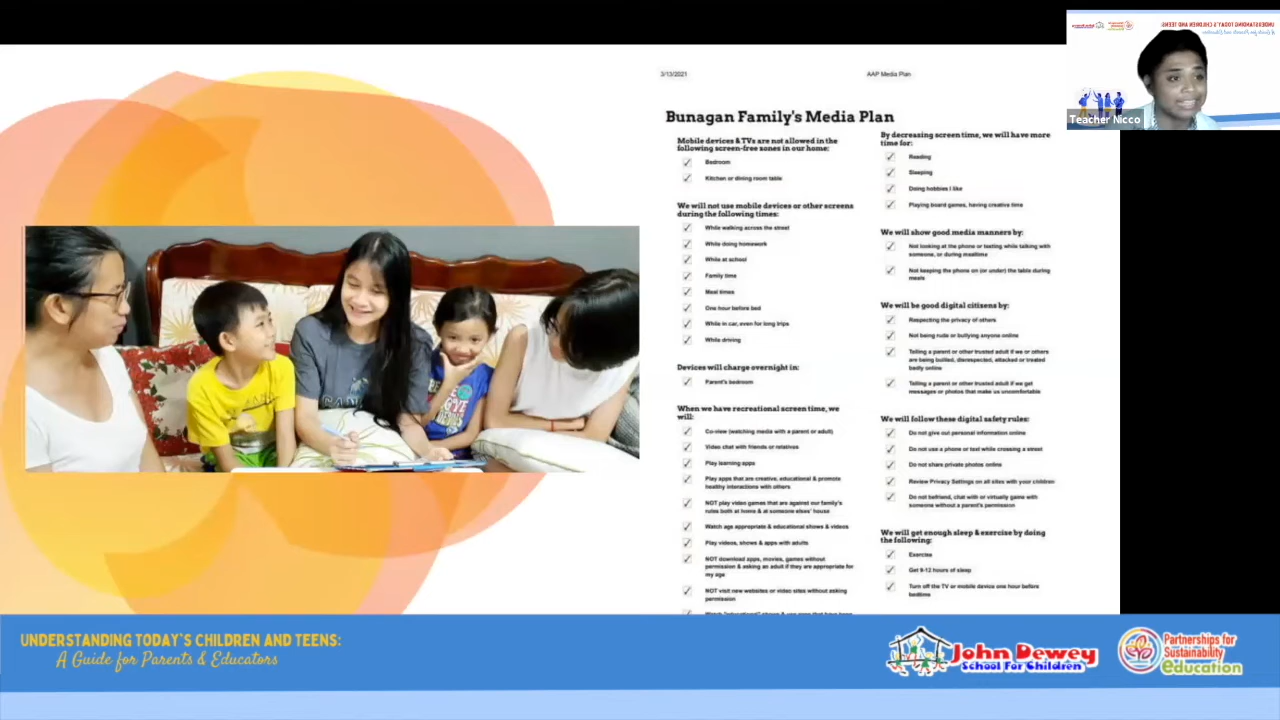 3/13/2021
AAP Media Plan
Bunagan Family's Media Plan
Mobile devices & TVs are not allowed in the
following screen-free zones in our home:
Bedroom
Kitchen or dining room table
We will not use mobile devices or other screens
during the following times:
While walking across the street
While doing homework
While at school
Family time
Meal times
One hour before bed
While in car, even for long trips
While driving
Devices will charge overnight in:
Parent's bedroom
When we have recreational screen time, we
will:
Co-view (watching media with a parent or adult)
Video chat with friends or relatives
Play learning apps
Play apps that are creative, educational & promote
healthy interactions with others
NOT play video games that are against our family's
rules both at home & at someone elses' house
Watch age appropriate & educational shows & videos
Play videos, shows & apps with adults
NOT download apps, movies, games without
permission & asking an adult if they are appropriate for
my age
NOT visit new websites or video sites without asking
permission
By decreasing screen time, we will have more
time for:
Reading
Sleeping
Doing hobbies I like
Playing board games, having creative time
We will show good media manners by:
Not looking at the phone or texting while talking with
someone, or during mealtime
Not keeping the phone on (or under) the table during
meals
We will be good digital citizens by:
Respecting the privacy of others
Not being rude or bullying anyone online
Telling a parent or other trusted adult if we or others
are being bullied, disrespected, attacked or treated
badly online
Telling a parent or other trusted adult if we get
messages or photos that make us uncomfortable
We will follow these digital safety rules:
Do not give out personal information online
Do not use a phone or text while crossing a street
Do not share private photos online
Review Privacy Settings on all sites with your children
Do not befriend, chat with or virtually game with
someone without a parent's permission
We will get enough sleep & exercise by doing
the following:
Exercise
Get 8-12 hours of sleep
Turn off the TV or mobile device one hour before
bedtime
UNDERSTANDING TODAY'S CHILDREN AND TEENS
Teacher Nicco
UNDERSTANDING TODAY'S CHILDREN AND TEENS:
A Guide for Parents & Educators
John Dewey
School For Children
Partnerships for
Sustainability
Education